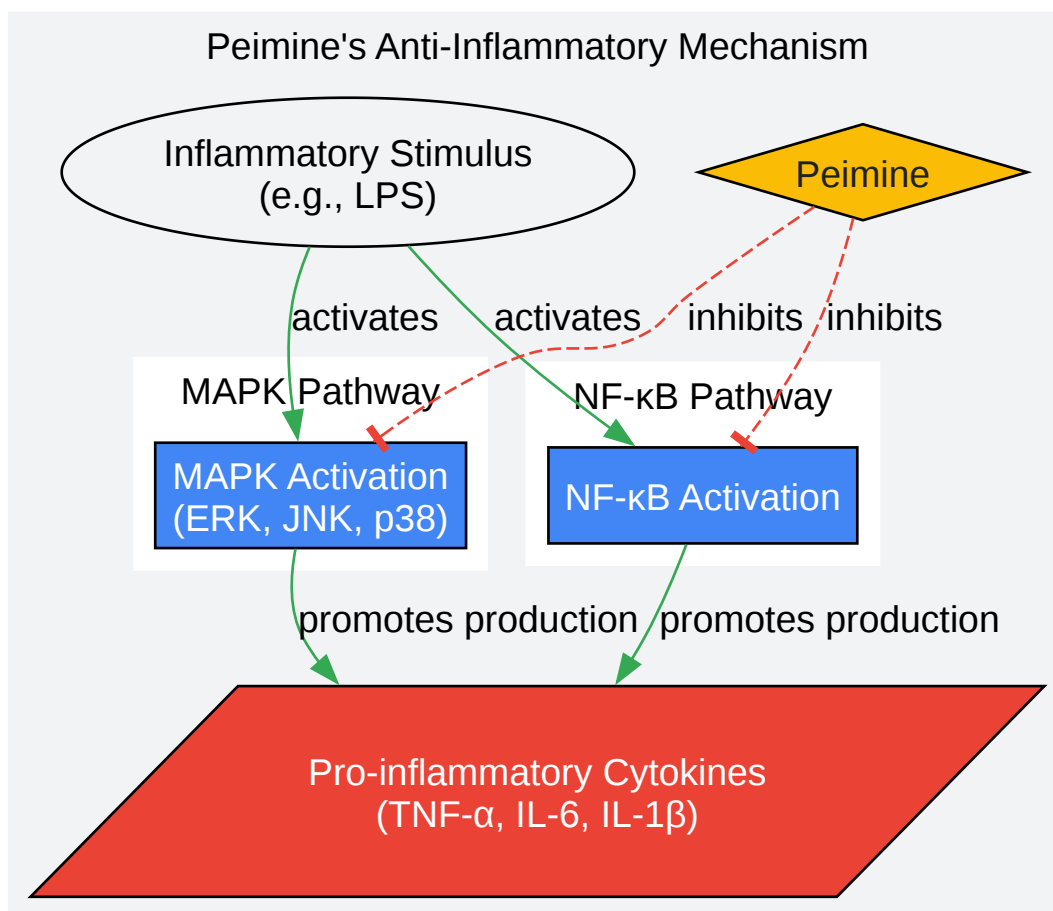 Peimine's Anti-Inflammatory Mechanism
Inflammatory Stimulus
(e.g., LPS)
Peimine
activates
activates
inhibits
inhibits
MAPK Pathway
NF-κB Pathway
MAPK Activation
(ERK, JNK, p38)
NF-κB Activation
promotes production
promotes production
Pro-inflammatory Cytokines
(TNF-α, IL-6, IL-1β)